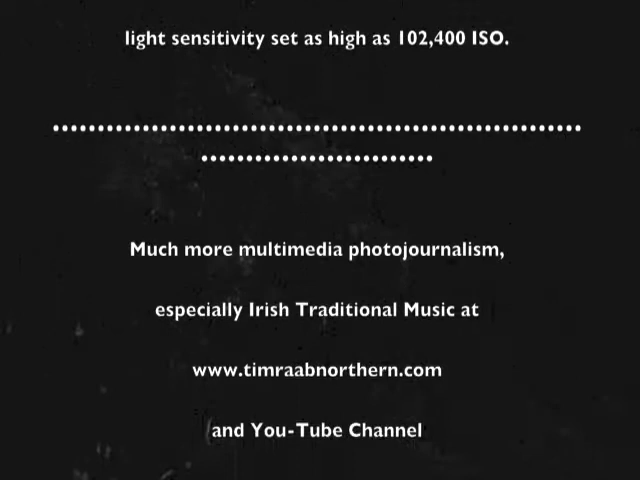 light sensitivity set as high as 102,400 ISO.
...........................................................
..........................
Much more multimedia photojournalism,
especially Irish Traditional Music at
www.timraabnorthern.com
and You-Tube Channel